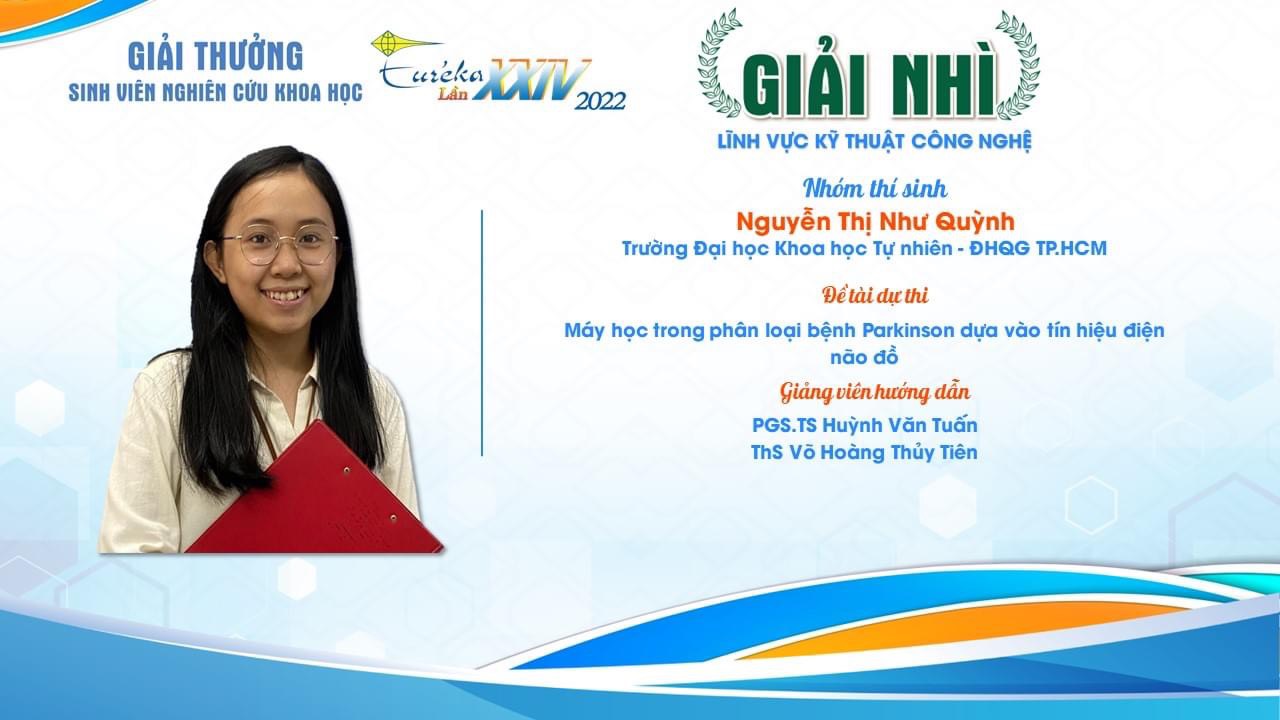 GIẢI THƯỞNG
SINH VIÊN NGHIÊN CỨU KHOA HỌC
Euréka
Lần XXIV 2022
GIẢI NHÌ
LĨNH VỰC KỸ THUẬT CÔNG NGHỆ
Nhóm thí sinh
Nguyễn Thị Như Quỳnh
Trường Đại học Khoa học Tự nhiên - ĐHQG TP.HCM
Đề tài dự thi
Máy học trong phân loại bệnh Parkinson dựa vào tín hiệu điện
não đồ
Giảng viên hướng dẫn
PGS.TS Huỳnh Văn Tuấn
ThS Võ Hoàng Thủy Tiên